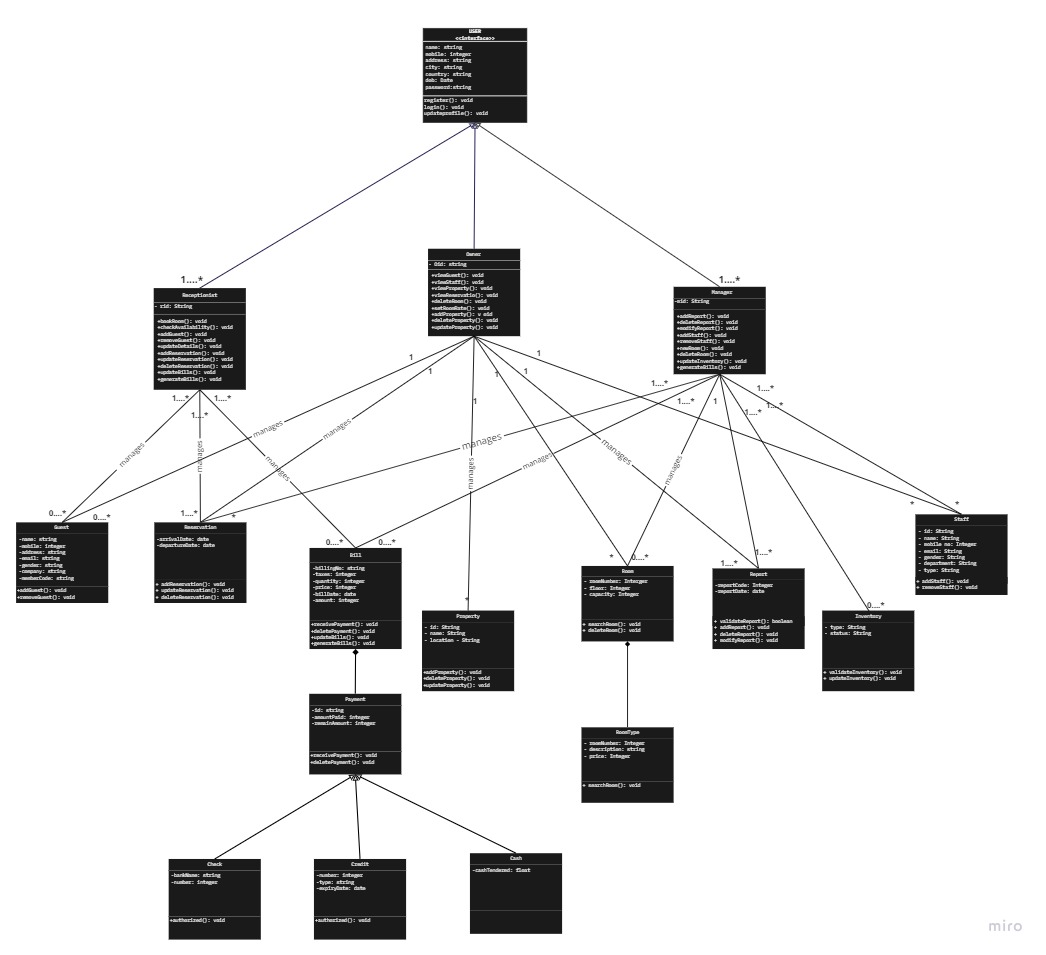 USER
<<interface>>
name: string
mobile: integer
address: string
city: string
country: string
dob: Date
password:string
register(): void
login(): void
updateprofile(): void
1....*
Receptionist
- rid: String
+bookRoom(): void
+checkAvailability(): void
+addGuest(): void
+removeGuest(): void
+updateDetails(): void
+addReservation(): void
+updateReservation(): void
+deleteReservation(): void
+updateBills(): void
+generateBills(): void
Owner
- Oid: string
+viewGuest(): void
+viewStaff(): void
+viewProperty(): void
+viewReservatio(): void
+deleteRoom(): void
+setRoomRate(): void
+addProperty(): v oid
+deleteProperty(): void
+updateProperty(): void
1....*
Manager
-mid: String
+addReport(): void
+deleteReport(): void
+modifyReport(): void
+addStaff(): void
+removeStaff(): void
+newRoom(): void
+deleteRoom(): void
+updateInventory(): void
+generateBills(): void
1....*
1....*
1....*
1
1
1
1
1
1
1....*
1....*
1
1....*
1....*
1....*
manages
manages
manages
manages
manages
manages
manages
manages
manages
manages
0....*
0....*
1....*
*
0....*
0....*
*
*
0....*
1....*
1....*
0....*
*
*
Guest
-name: string
-mobile: integer
-address: string
-email: string
-gender: string
-company: string
-memberCode: string
+addGuest(): void
+removeGuest(): void
Reservation
-arrivalDate: date
-departureDate: date
+ addReservation(): void
+ updateReservation(): void
+ deleteReservation(): void
Bill
-billingNo: string
-taxes: integer
-quantity: integer
-price: integer
-billDate: date
-amount: integer
+receivePayment(): void
+deletePayment(): void
+updateBills(): void
+generateBills(): void
Property
- id: String
- name: String
- location - String
+addProperty(): void
+deleteProperty(): void
+updateProperty(): void
Room
- roomNumber: Interger
- floor: Integer
- capacity: Integer
+ searchRoom(): void
+ deleteRoom(): void
Report
-reportCode: Integer
-reportDate: date
+ validateReport(): boolean
+ addReport(): void
+ deleteReport(): void
+ modifyReport(): void
Inventory
- type: String
- status: String
+ validateInventory(): void
+ updateInventory(): void
Staff
- id: String
- name: String
- mobile no: Integer
- email: String
- gender: String
- department: String
- type: String
+ addStaff(): void
+ removeStaff(): void
Payment
-id: string
-amountPaid: integer
-remainAmount: integer
+receivePayment(): void
+deletePayment(): void
RoomType
- roomNumber: Integer
- description: string
- price: Integer
+ searchRoom(): void
Check
-bankName: string
-number: integer
+authorized(): void
Credit
-number: integer
-type: string
-expiryDate: date
+authorized(): void
Cash
-cashTendered: float
miro